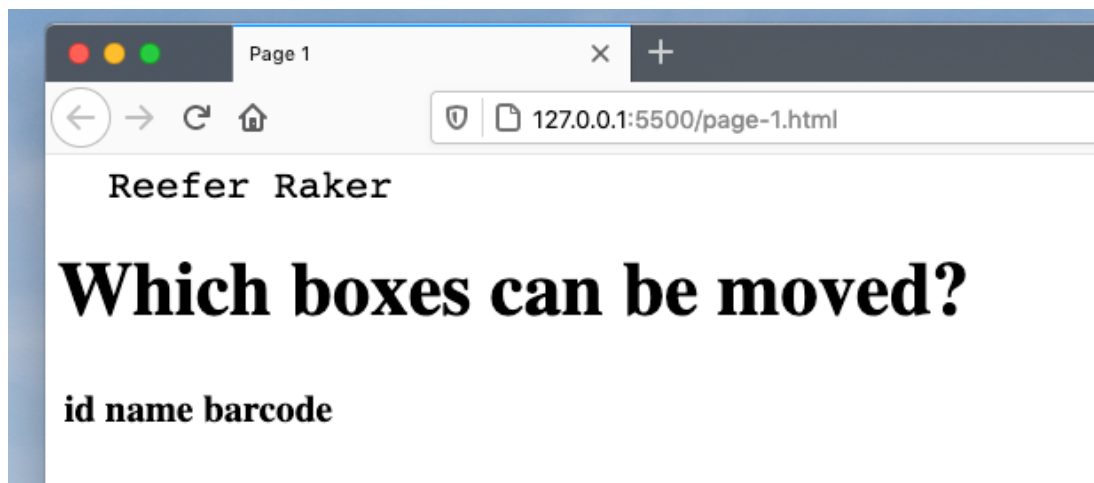 Page 1
127.0.0.1:5500/page-1.html
Reefer Raker
Which boxes can be moved?
id name barcode